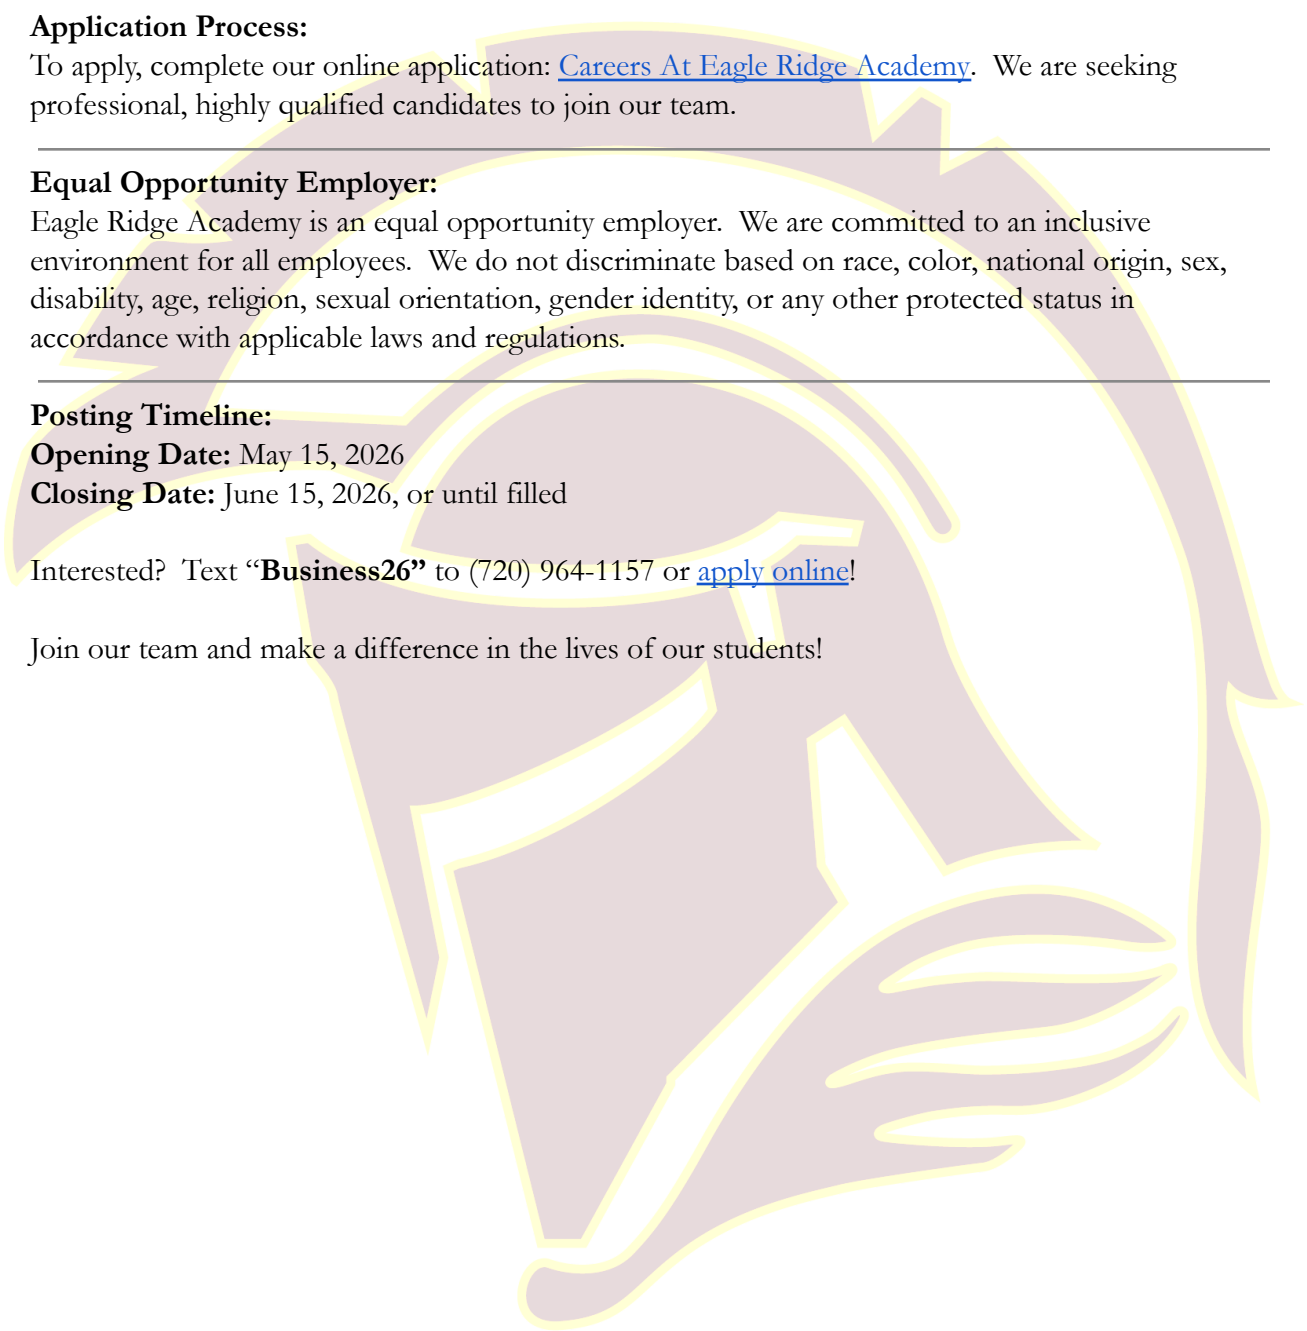 Application Process:
To apply, complete our online application: Careers At Eagle Ridge Academy.  We are seeking
professional, highly qualified candidates to join our team.
Equal Opportunity Employer:
Eagle Ridge Academy is an equal opportunity employer.  We are committed to an inclusive
environment for all employees.  We do not discriminate based on race, color, national origin, sex,
disability, age, religion, sexual orientation, gender identity, or any other protected status in
accordance with applicable laws and regulations.
Posting Timeline:
Opening Date: May 15, 2026
Closing Date: June 15, 2026, or until filled
Interested?  Text “Business26” to (720) 964-1157 or apply online!
Join our team and make a difference in the lives of our students!